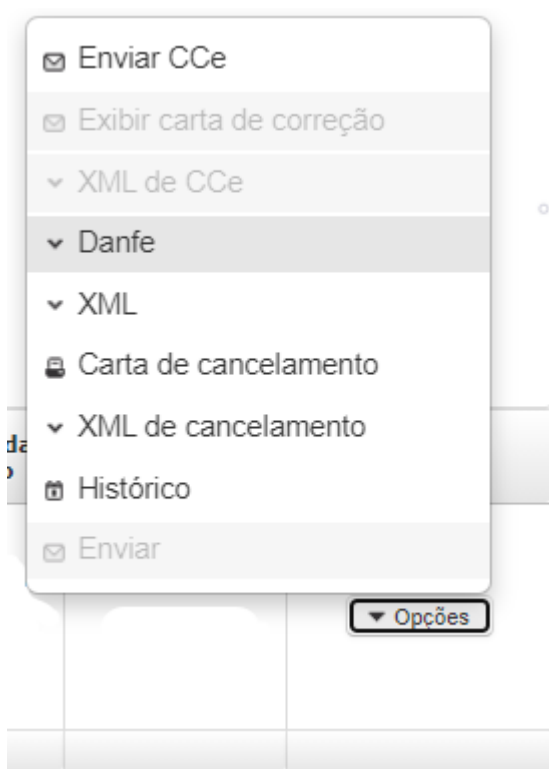 Enviar CCe
Exibir carta de correção
XML de CCe
Danfe
XML
Carta de cancelamento
XML de cancelamento
Histórico
Enviar
Opções